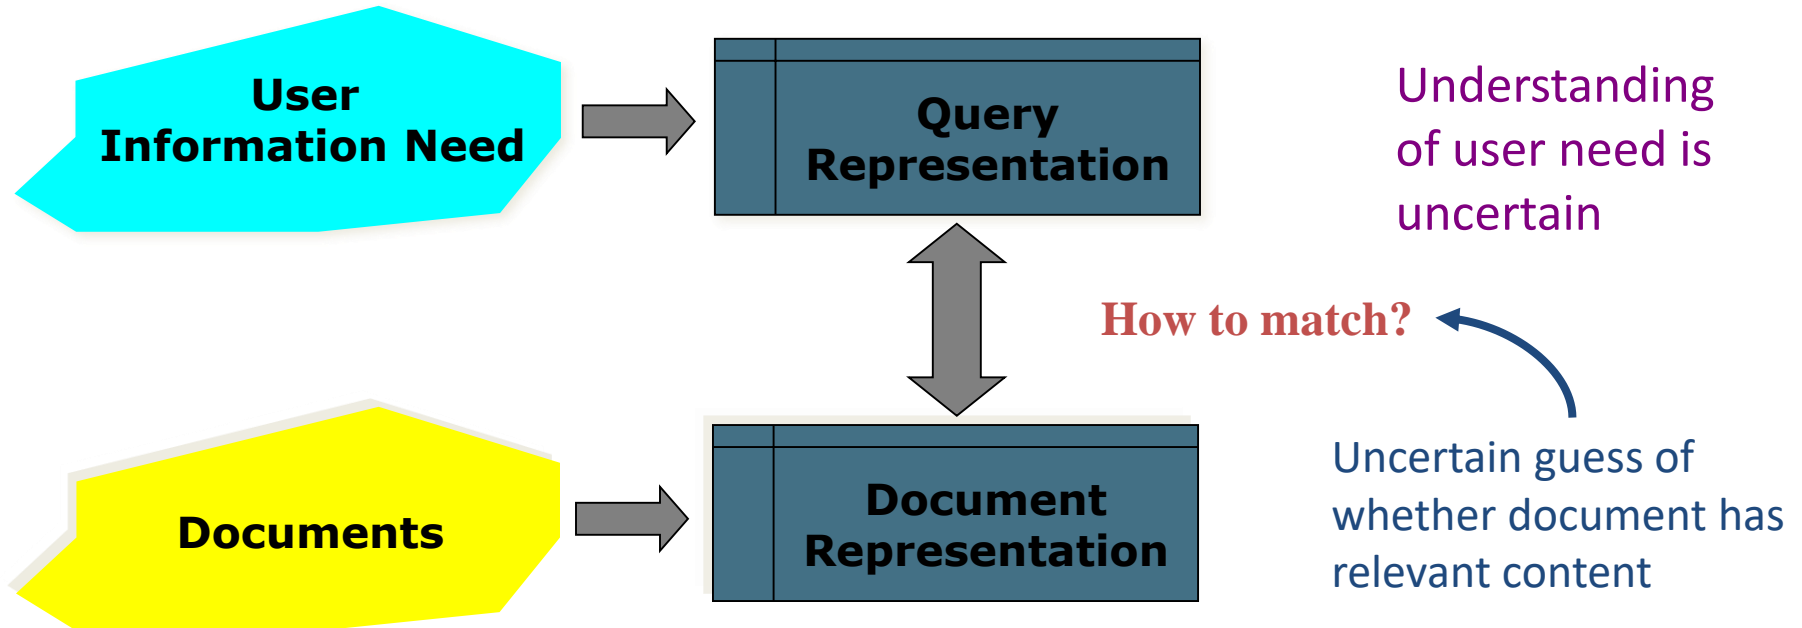 User
Information Need
Query
Representation
Understanding
of user need is
uncertain
How to match?
Documents
Document
Representation
Uncertain guess of
whether document has
relevant content